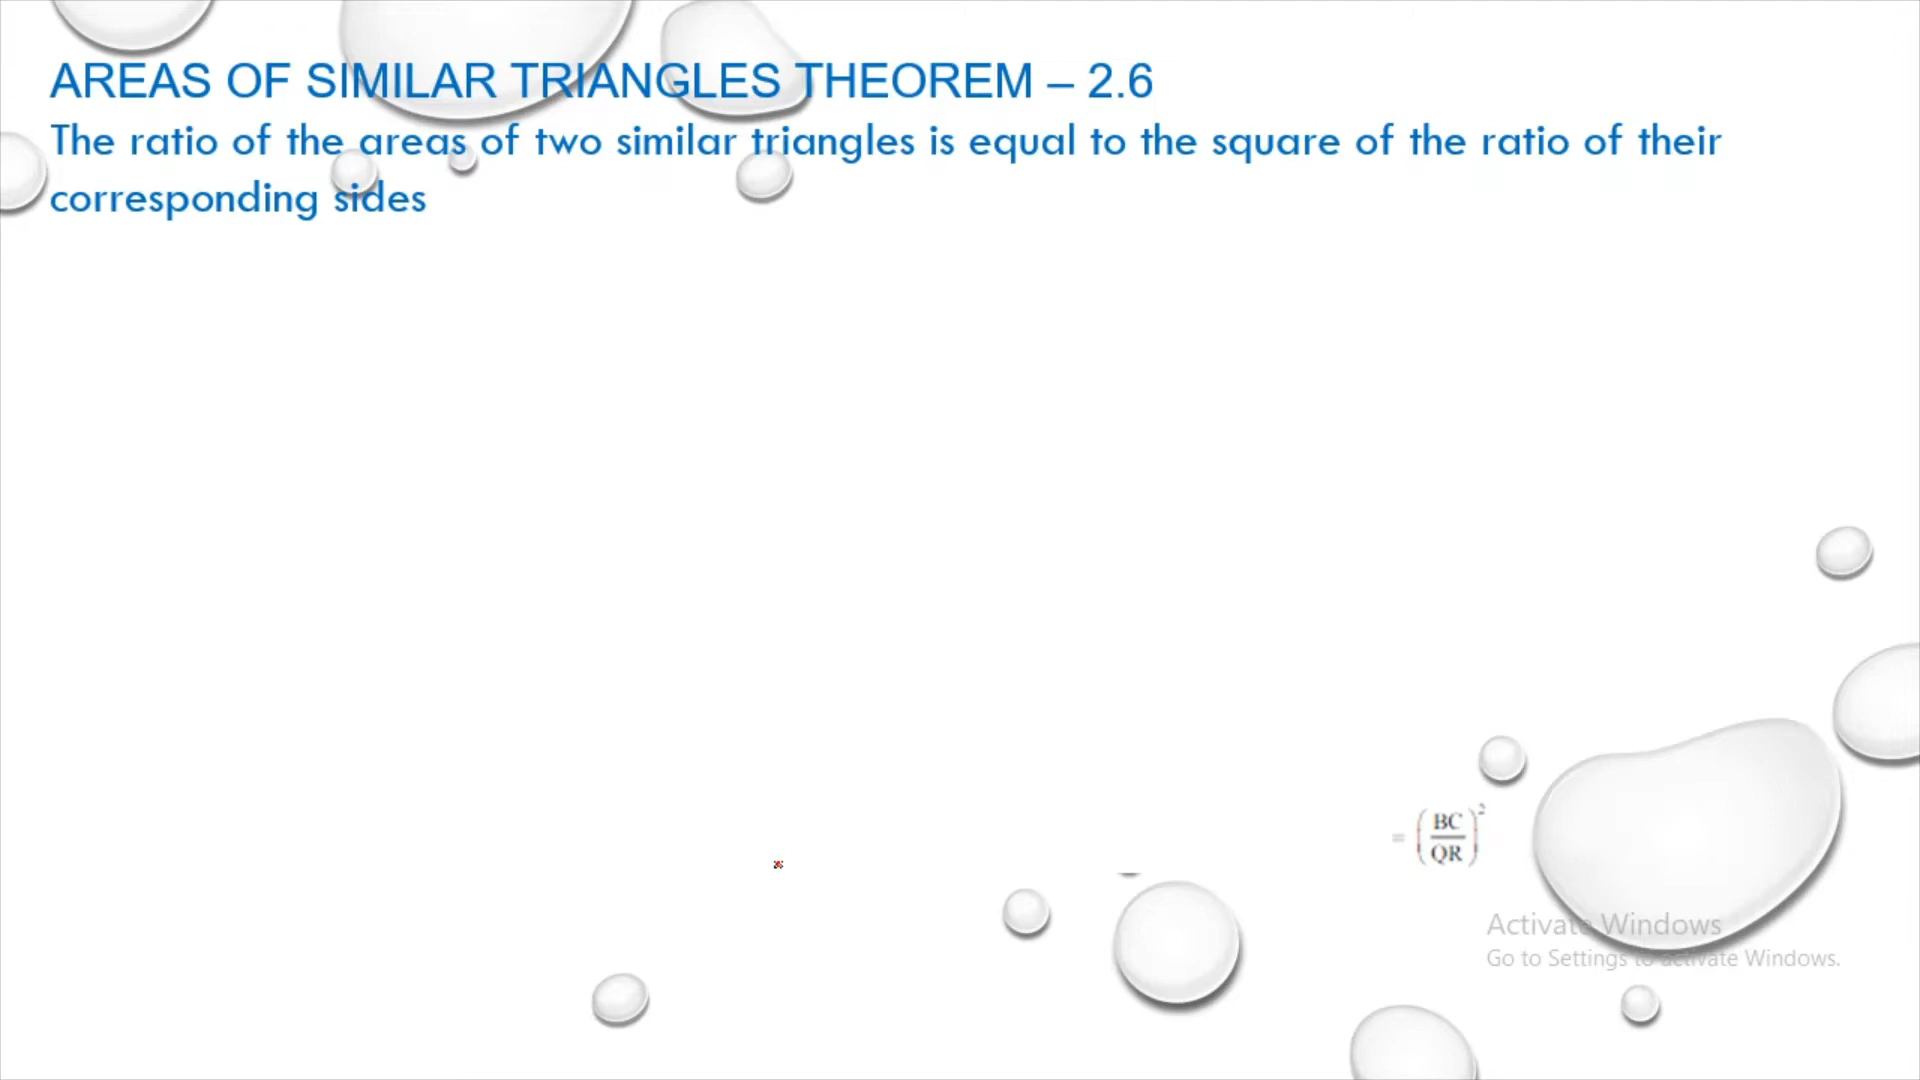 AREAS OF SIMILAR TRIANGLES THEOREM – 2.6
The ratio of the areas of two similar triangles is equal to the square of the ratio of their
corresponding sides
= (BC/QR)²
Activate Windows
Go to Settings to activate Windows.